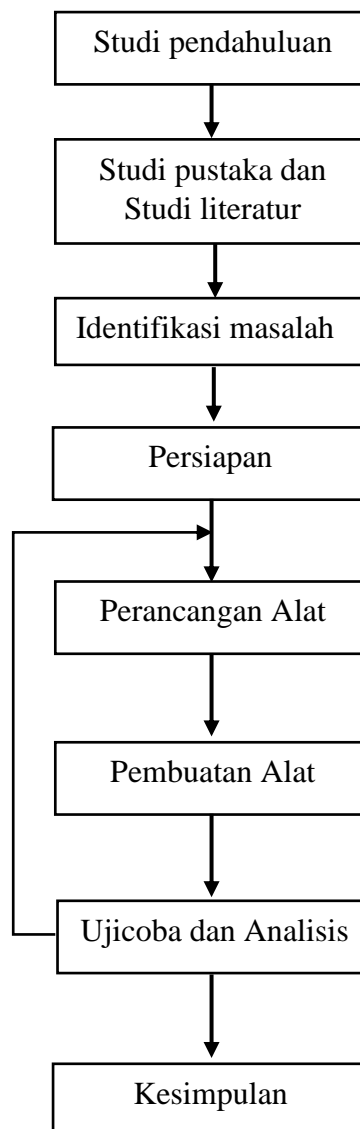 Studi pendahuluan
Studi pustaka dan
Studi literatur
Identifikasi masalah
Persiapan
Perancangan Alat
Pembuatan Alat
Ujicoba dan Analisis
Kesimpulan